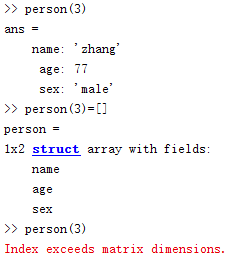 >> person(3)
ans =
name: 'zhang'
age: 77
sex: 'male'
>> person(3)=[]
person =
1x2 struct array with fields:
name
age
sex
>> person(3)
Index exceeds matrix dimensions.